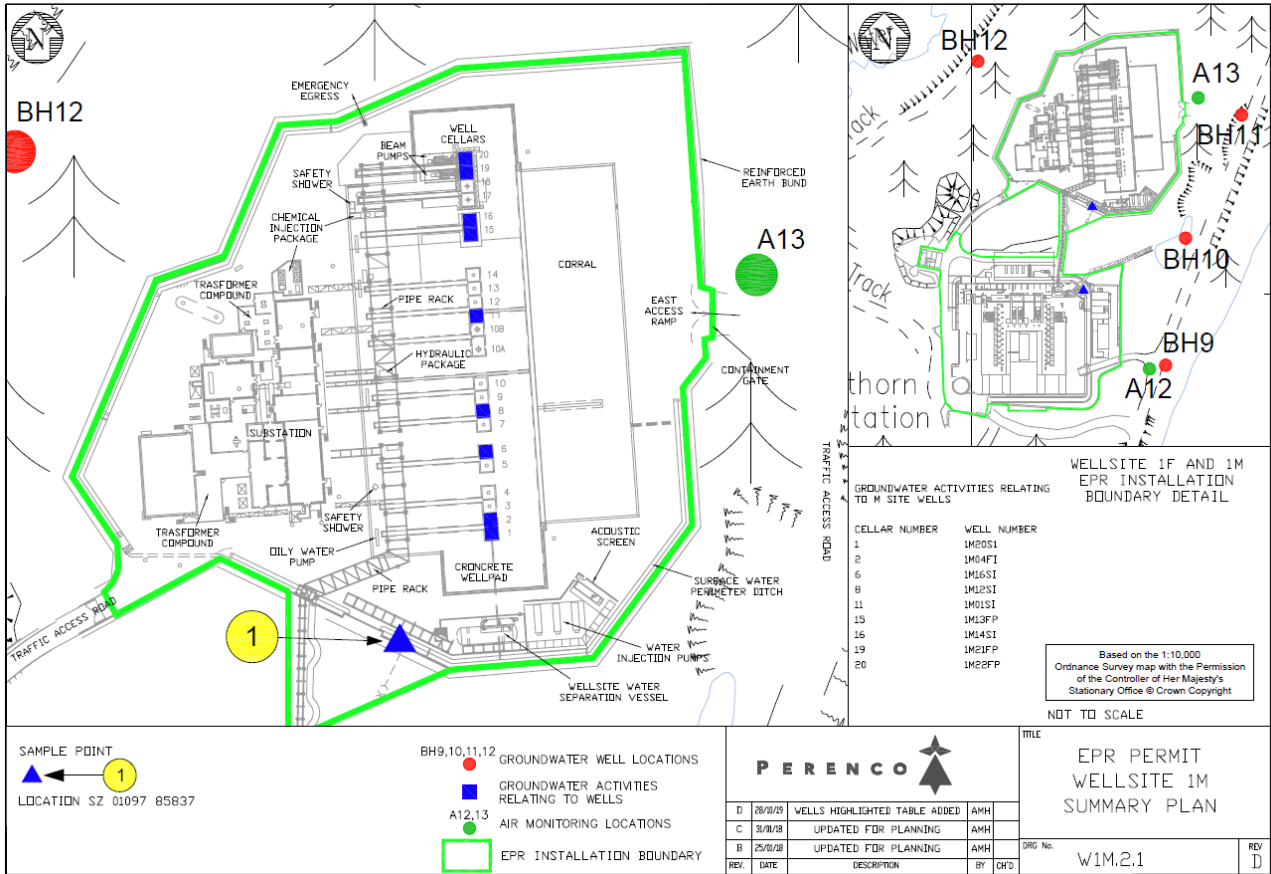 N
BH12
EMERGENCY
EGRESS
WELL
CELLARS
BEAM
PUMPS
20
19
18
17
SAFETY
SHOWER
REINFORCED
EARTH BUND
CHEMICAL
INJECTION
PACKAGE
16
15
A13
CORRAL
TRASFORMER
COMPOUND
PIPE RACK
14
13
12
11
10B
10A
EAST
ACCESS
RAMP
HYDRAULIC
PACKAGE
CONTAINMENT
GATE
10
9
8
7
SUBSTATION
6
5
TRAFFIC ACCESS ROAD
4
3
2
1
SAFETY
SHOWER
TRASFORMER
COMPOUND
OILY WATER
PUMP
ACOUSTIC
SCREEN
PIPE RACK
CRONCRETE
WELLPAD
SURFACE WATER
PERIMETER DITCH
TRAFFIC ACCESS ROAD
1
WATER
INJECTION PUMPS
WELLSITE WATER
SEPARATION VESSEL
N
BH12
A13
BH11
Track
BH10
Track
BH9
A12
thorn
tation
WELLSITE 1F AND 1M
EPR INSTALLATION
BOUNDARY DETAIL
GROUNDWATER ACTIVITIES RELATING
TO M SITE WELLS
CELLAR NUMBER WELL NUMBER
1 1M20S1
2 1M04FI
6 1M16SI
8 1M12SI
11 1M01SI
15 1M13FP
16 1M14SI
19 1M21FP
20 1M22FP
Based on the 1:10,000
Ordnance Survey map with the Permission
of the Controller of Her Majesty's
Stationary Office © Crown Copyright
NOT TO SCALE
SAMPLE POINT
1
LOCATION SZ 01097 85837
BH9,10,11,12
GROUNDWATER WELL LOCATIONS
GROUNDWATER ACTIVITIES
RELATING TO WELLS
A12,13
AIR MONITORING LOCATIONS
EPR INSTALLATION BOUNDARY
PERENCO
D 28/10/19 WELLS HIGHLIGHTED TABLE ADDED AMH
C 31/01/18 UPDATED FOR PLANNING AMH
B 25/01/18 UPDATED FOR PLANNING AMH
REV. DATE DESCRIPTION BY CH'D
TITLE
EPR PERMIT
WELLSITE 1M
SUMMARY PLAN
DRG No. W1M.2.1
REV
D